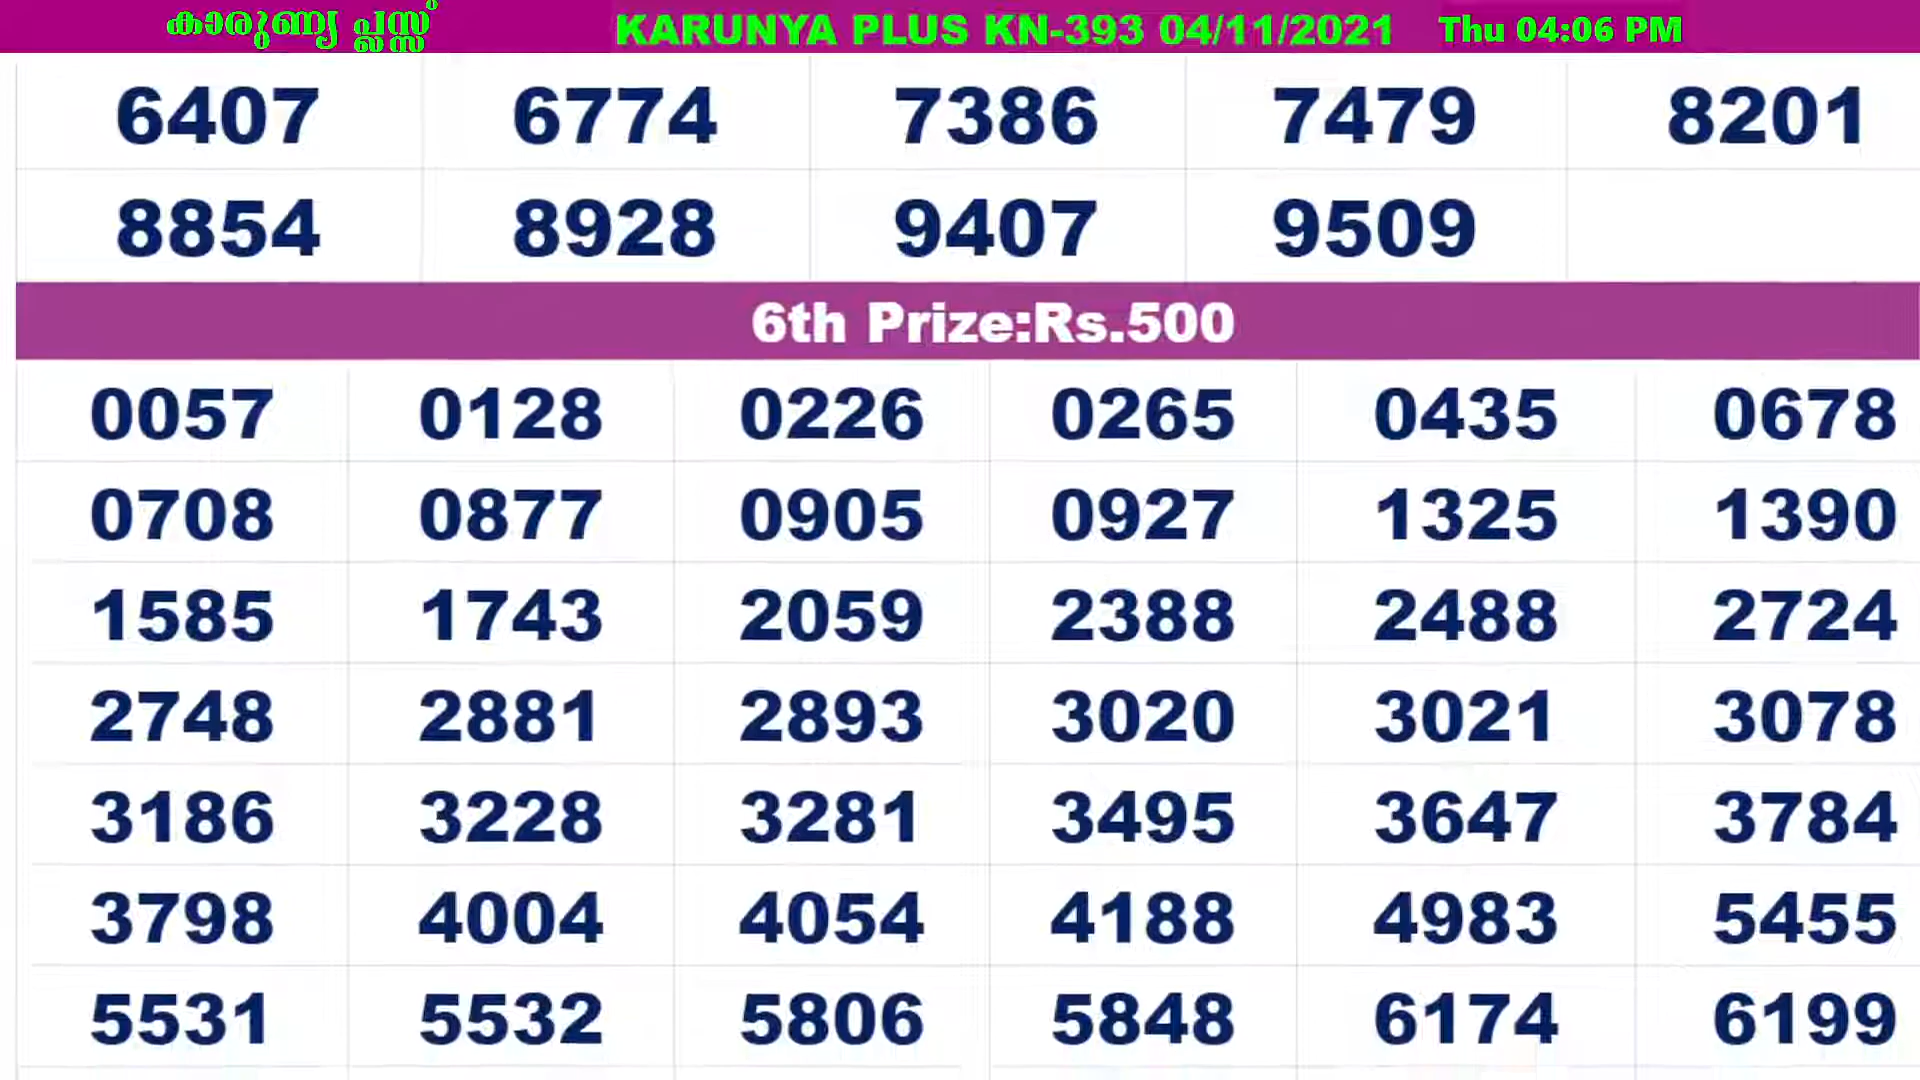 കാരുണ്യ പ്ലസ്സ് KARUNYA PLUS KN-393 04/11/2021 Thu 04:06 PM
6407 6774 7386 7479 8201
8854 8928 9407 9509
6th Prize:Rs.500
0057 0128 0226 0265 0435 0678
0708 0877 0905 0927 1325 1390
1585 1743 2059 2388 2488 2724
2748 2881 2893 3020 3021 3078
3186 3228 3281 3495 3647 3784
3798 4004 4054 4188 4983 5455
5531 5532 5806 5848 6174 6199